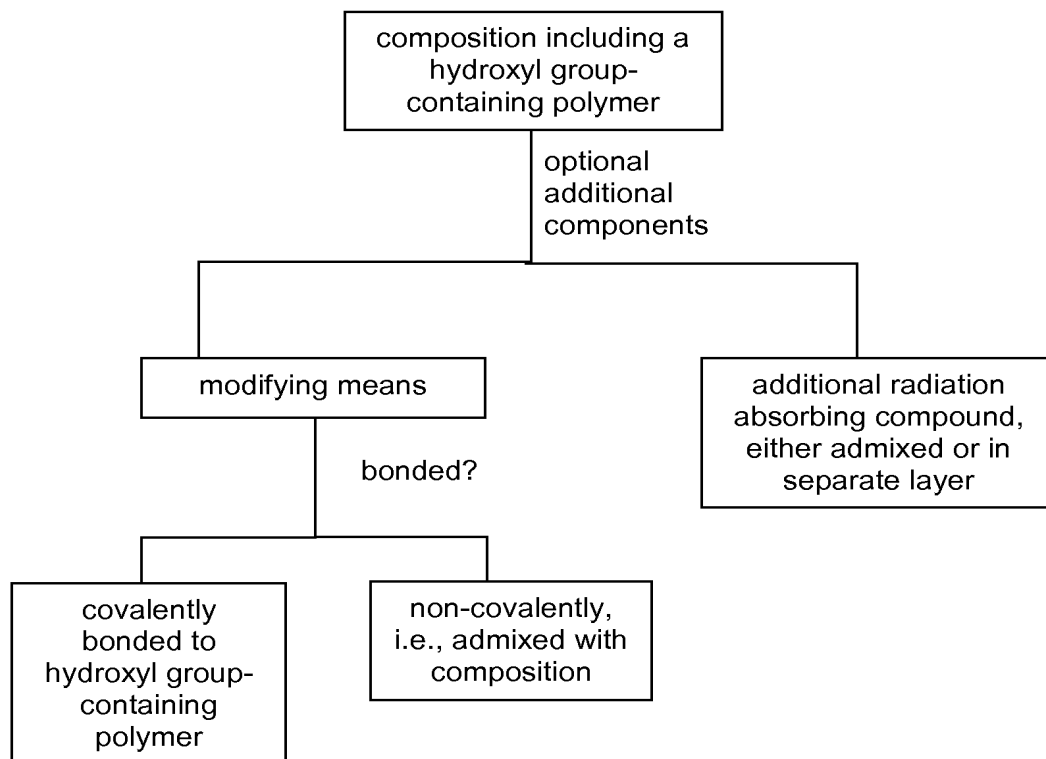 composition including a
hydroxyl group-
containing polymer
optional
additional
components
modifying means
additional radiation
absorbing compound,
either admixed or in
separate layer
bonded?
covalently
bonded to
hydroxyl group-
containing
polymer
non-covalently,
i.e., admixed with
composition